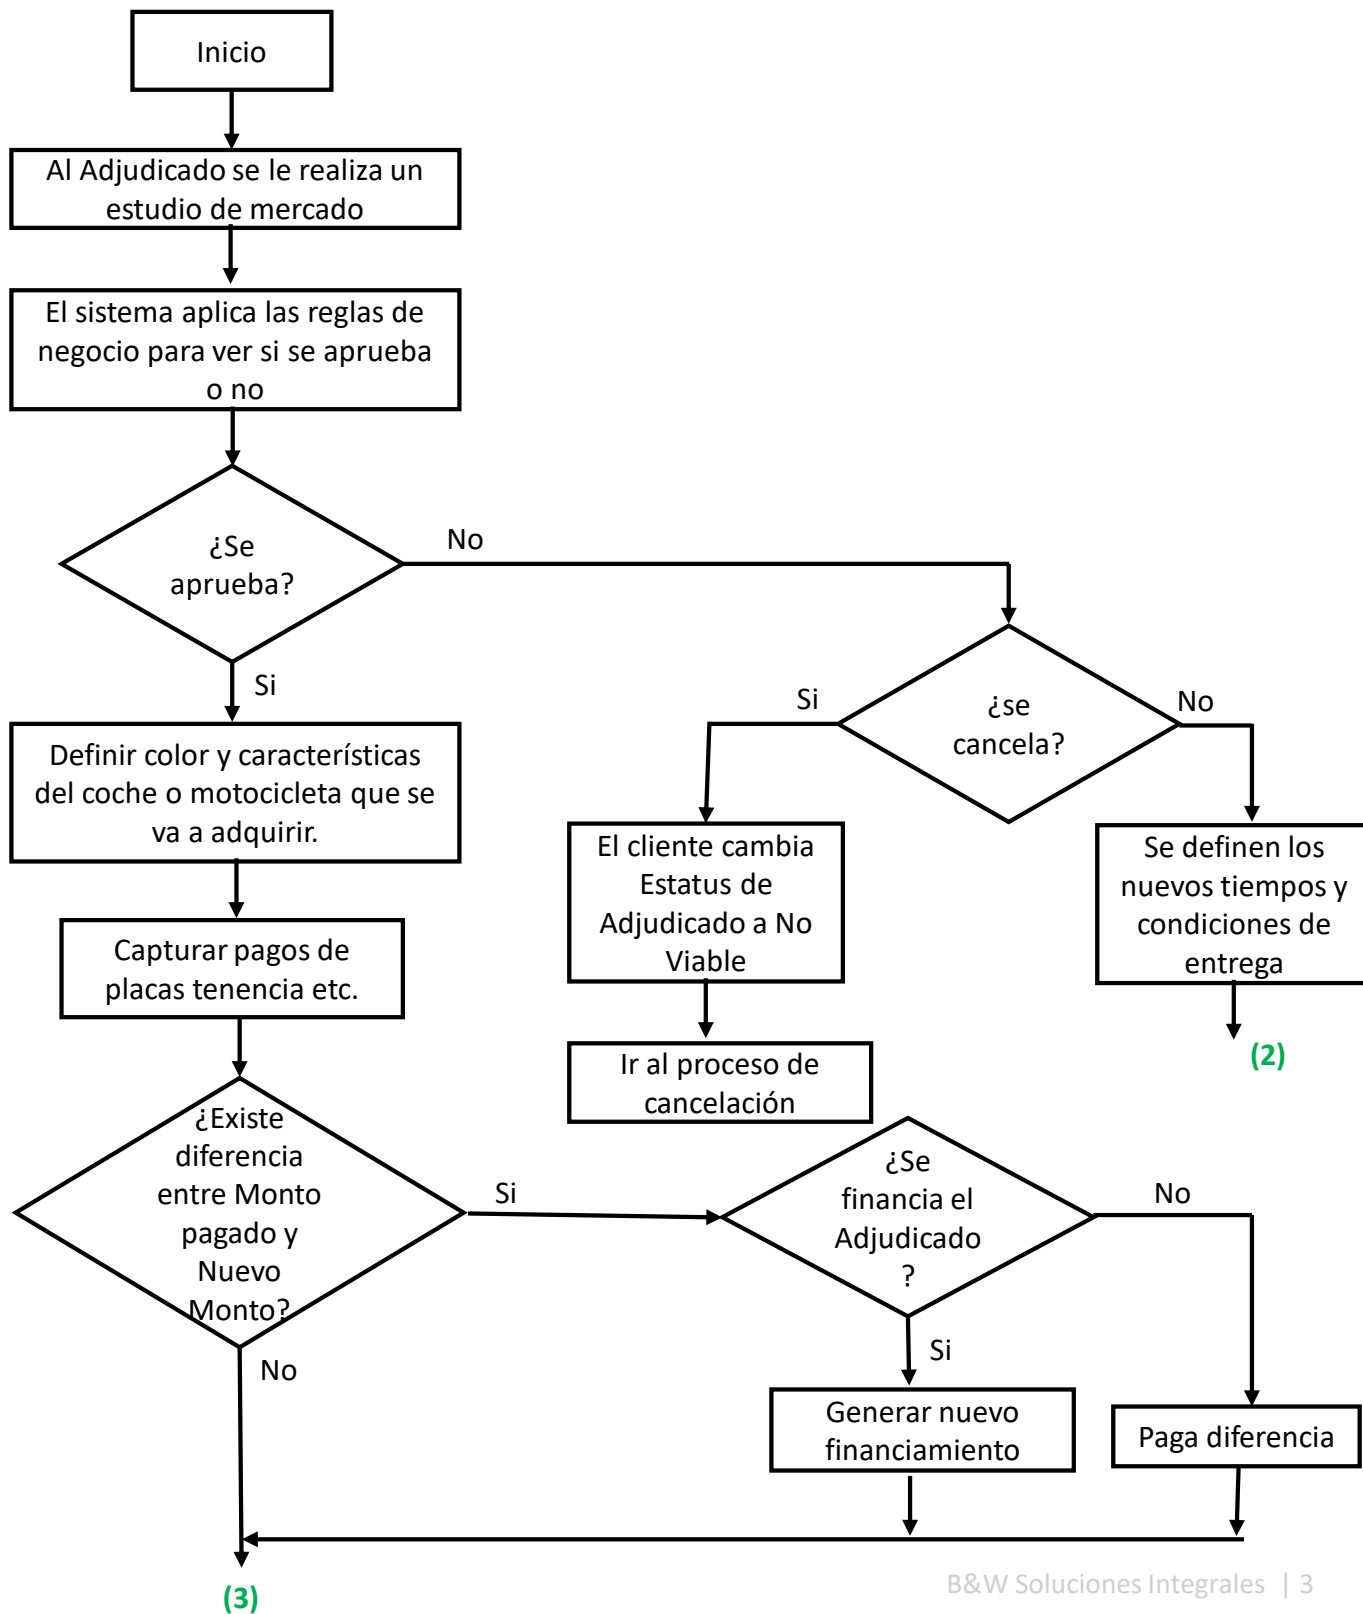 Inicio
Al Adjudicado se le realiza un
estudio de mercado
El sistema aplica las reglas de
negocio para ver si se aprueba
o no
¿Se
aprueba?
No
Si
¿se
cancela?
Si
No
Definir color y características
del coche o motocicleta que se
va a adquirir.
El cliente cambia
Estatus de
Adjudicado a No
Viable
Se definen los
nuevos tiempos y
condiciones de
entrega
Capturar pagos de
placas tenencia etc.
(2)
Ir al proceso de
cancelación
¿Existe
diferencia
entre Monto
pagado y
Nuevo
Monto?
Si
No
¿Se
financia el
Adjudicado
?
No
Si
Generar nuevo
financiamiento
Paga diferencia
(3)
B&W Soluciones Integrales | 3